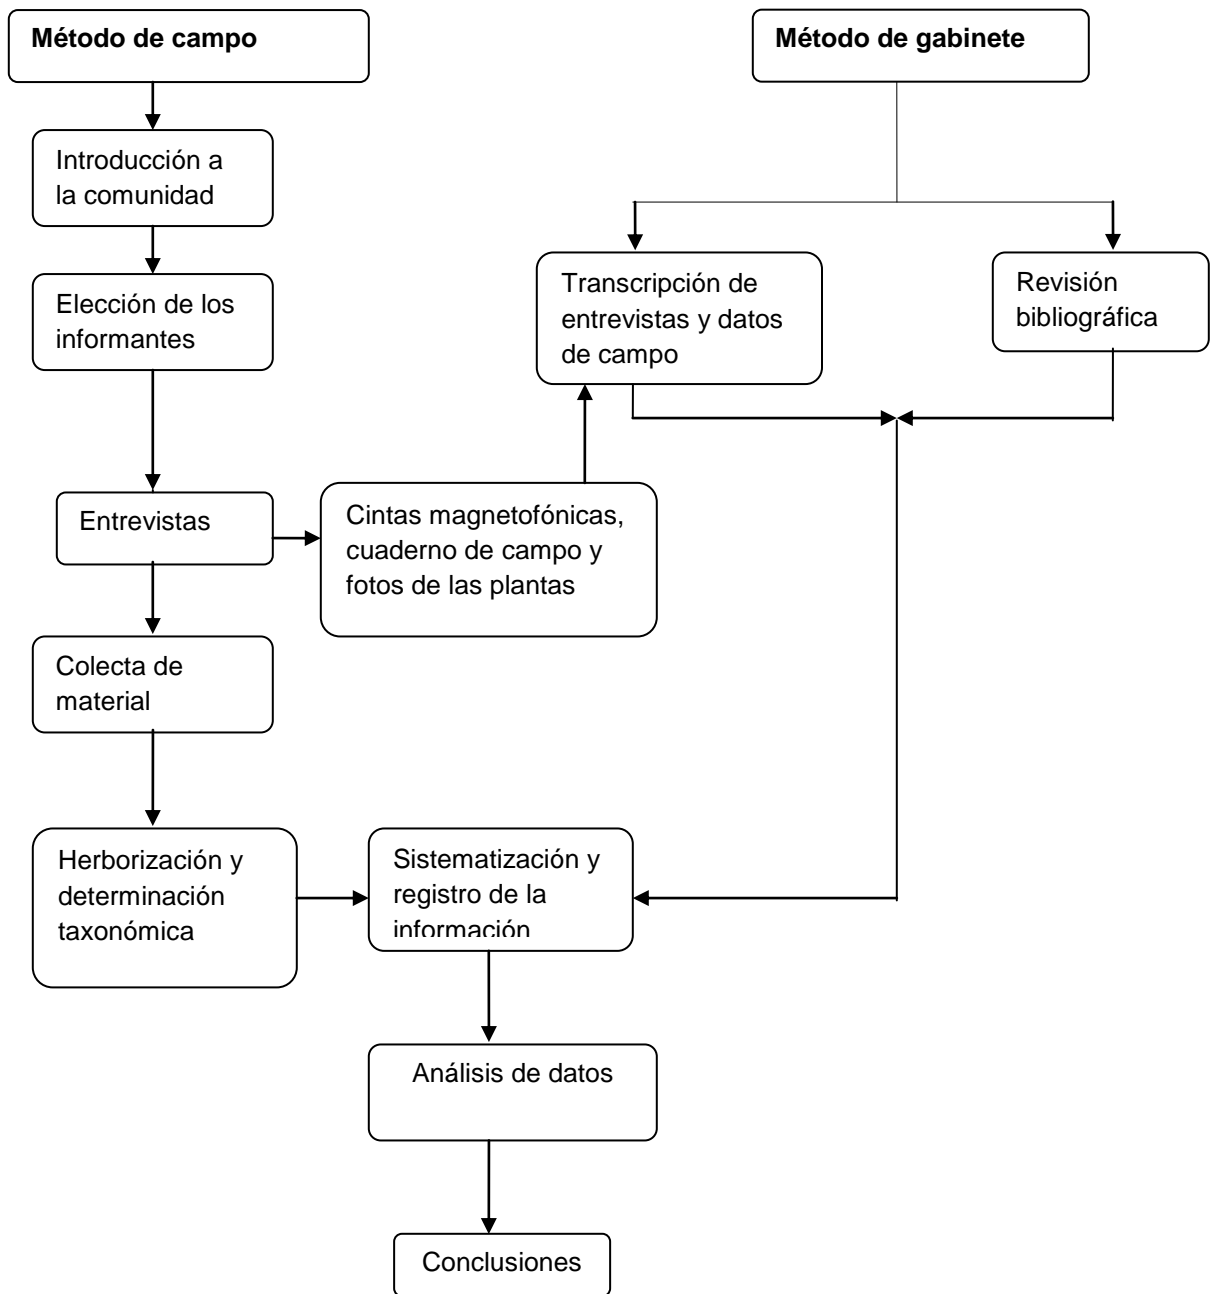 Método de campo
Método de gabinete
Introducción a
la comunidad
Elección de los
informantes
Transcripción de
entrevistas y datos
de campo
Revisión
bibliográfica
Entrevistas
Cintas magnetofónicas,
cuaderno de campo y
fotos de las plantas
Colecta de
material
Herborización y
determinación
taxonómica
Sistematización y
registro de la
información
Análisis de datos
Conclusiones